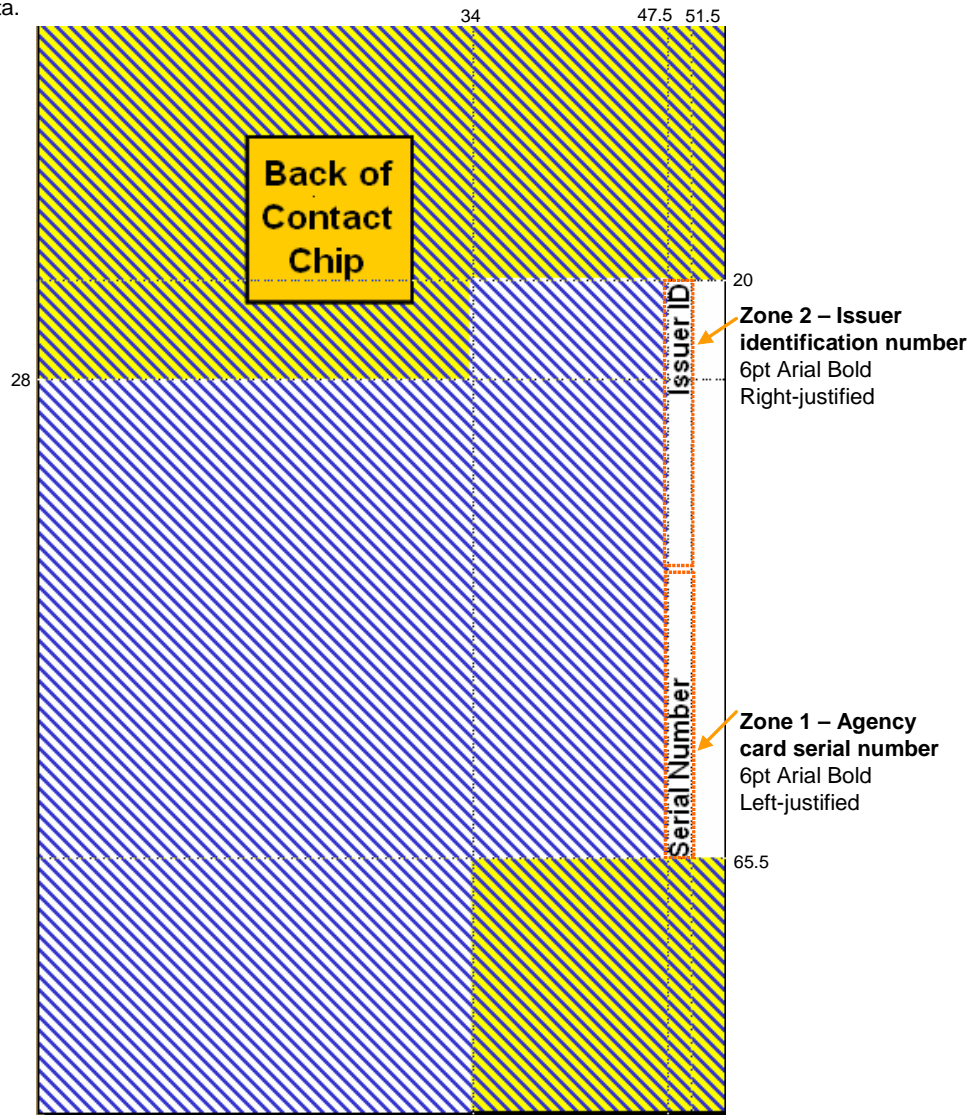 ta.
34
47.5 51.5
Back of
Contact
Chip
20
Issuer ID
Zone 2 – Issuer
identification number
6pt Arial Bold
Right-justified
28
Serial Number
Zone 1 – Agency
card serial number
6pt Arial Bold
Left-justified
65.5